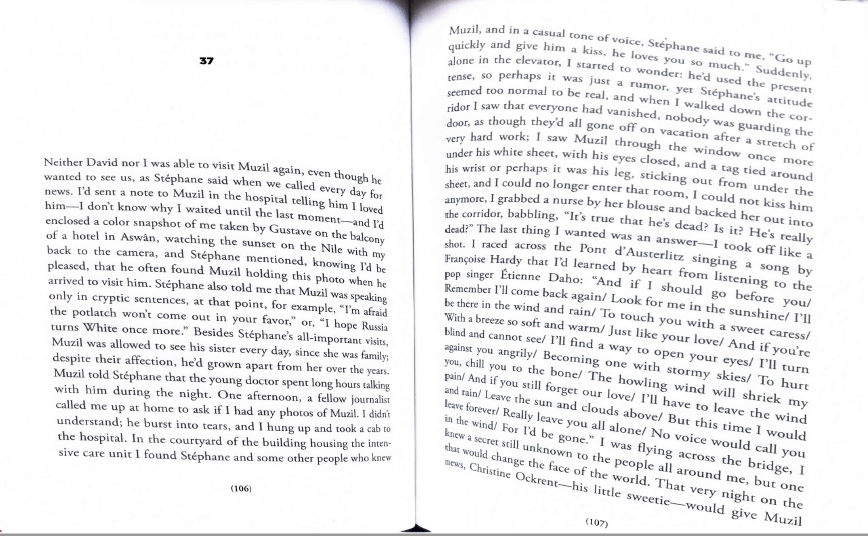 37
Neither David nor I was able to visit Muzil again, even though he
wanted to see us, as Stéphane said when we called every day for
news. I'd sent a note to Muzil in the hospital telling him I loved
him—I don't know why I waited until the last moment—and I'd
enclosed a color snapshot of me taken by Gustave on the balcony
of a hotel in Aswân, watching the sunset on the Nile with my
back to the camera, and Stéphane mentioned, knowing I'd be
pleased, that he often found Muzil holding this photo when he
arrived to visit him. Stéphane also told me that Muzil was speaking
only in cryptic sentences, at that point, for example, "I'm afraid
the potlatch won't come out in your favor," or, "I hope Russia
turns White once more." Besides Stéphane's all-important visits,
Muzil was allowed to see his sister every day, since she was family;
despite their affection, he'd grown apart from her over the years.
Muzil told Stéphane that the young doctor spent long hours talking
with him during the night. One afternoon, a fellow journalist
called me up at home to ask if I had any photos of Muzil. I didn't
understand; he burst into tears, and I hung up and took a cab to
the hospital. In the courtyard of the building housing the inten-
sive care unit I found Stéphane and some other people who knew
(106)
Muzil, and in a casual tone of voice, Stéphane said to me, "Go up
quickly and give him a kiss, he loves you so much." Suddenly,
alone in the elevator, I started to wonder: he'd used the present
tense, so perhaps it was just a rumor, yet Stéphane's attitude
seemed too normal to be real, and when I walked down the cor-
ridor I saw that everyone had vanished, nobody was guarding the
door, as though they'd all gone off on vacation after a stretch of
very hard work; I saw Muzil through the window once more
under his white sheet, with his eyes closed, and a tag tied around
his wrist or perhaps it was his leg, sticking out from under the
sheet, and I could no longer enter that room, I could not kiss him
anymore, I grabbed a nurse by her blouse and backed her out into
the corridor, babbling, "It's true that he's dead? Is it? He's really
dead?" The last thing I wanted was an answer—I took off like a
shot. I raced across the Pont d'Austerlitz singing a song by
Françoise Hardy that I'd learned by heart from listening to the
pop singer Étienne Daho: "And if I should go before you/
Remember I'll come back again/ Look for me in the sunshine/ I'll
be there in the wind and rain/ To touch you with a sweet caress/
With a breeze so soft and warm/ Just like your love/ And if you're
blind and cannot see/ I'll find a way to open your eyes/ I'll turn
against you angrily/ Becoming one with stormy skies/ To hurt
you, chill you to the bone/ The howling wind will shriek my
pain/ And if you still forget our love/ I'll have to leave the wind
and rain/ Leave the sun and clouds above/ But this time I would
leave forever/ Really leave you all alone/ No voice would call you
in the wind/ For I'd be gone." I was flying across the bridge, I
knew a secret still unknown to the people all around me, but one
that would change the face of the world. That very night on the
news, Christine Ockrent—his little sweetie—would give Muzil
(107)